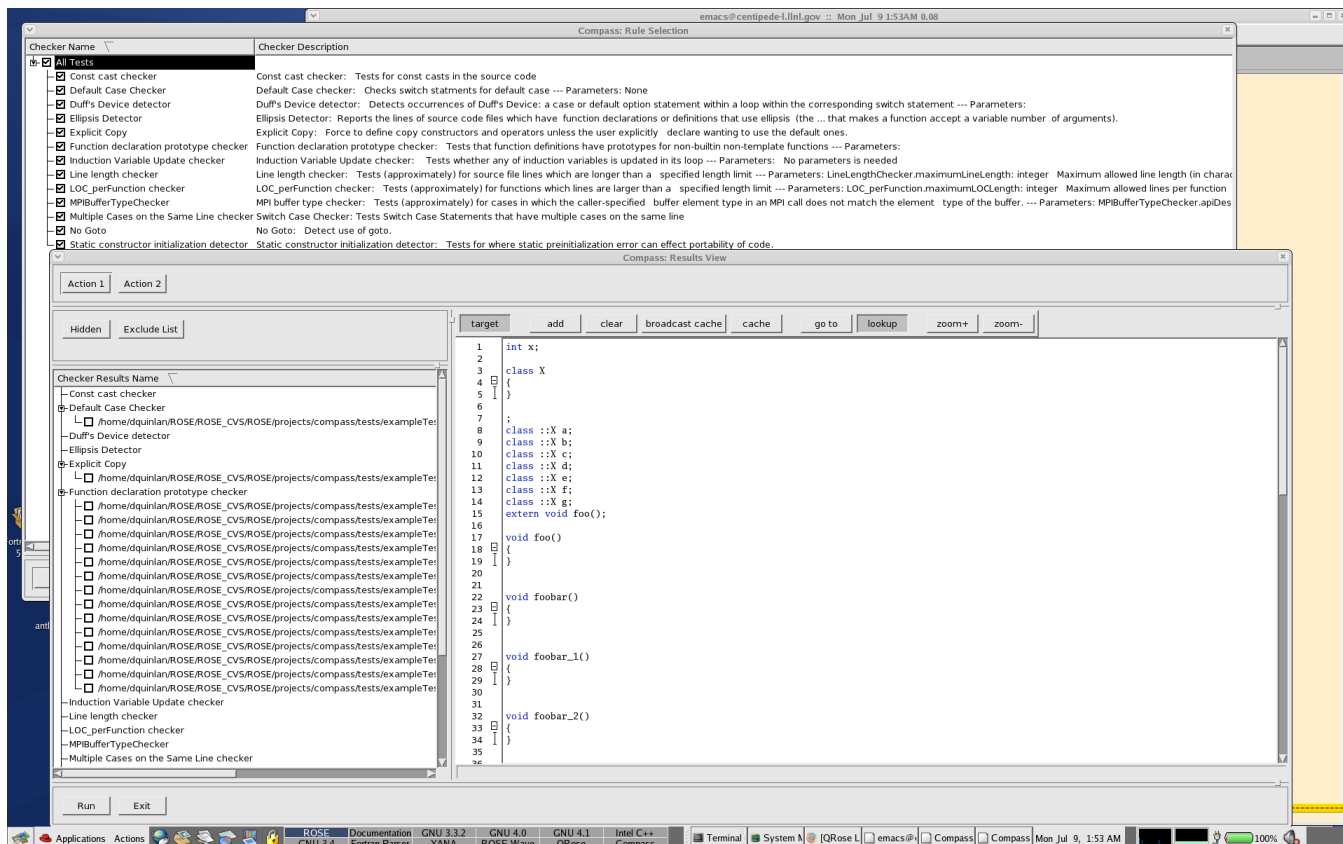 emacs@centipede-l.llnl.gov :: Mon Jul 9 1:53AM 0.08
Compass: Rule Selection
Checker Name Checker Description
All Tests
Const cast checker Const cast checker: Tests for const casts in the source code
Default Case Checker Default Case checker: Checks switch statments for default case --- Parameters: None
Duff's Device detector Duff's Device detector: Detects occurrences of Duff's Device: a case or default option statement within a loop within the corresponding switch statement --- Parameters:
Ellipsis Detector Ellipsis Detector: Reports the lines of source code files which have function declarations or definitions that use ellipsis (the ... that makes a function accept a variable number of arguments).
Explicit Copy Explicit Copy: Force to define copy constructors and operators unless the user explicitly declare wanting to use the default ones.
Function declaration prototype checker Function declaration prototype checker: Tests that function definitions have prototypes for non-builtin non-template functions --- Parameters:
Induction Variable Update checker Induction Variable Update checker: Tests whether any of induction variables is updated in its loop --- Parameters: No parameters is needed
Line length checker Line length checker: Tests (approximately) for source file lines which are longer than a specified length limit --- Parameters: LineLengthChecker.maximumLineLength: integer Maximum allowed line length (in charac
LOC_perFunction checker LOC_perFunction checker: Tests (approximately) for functions which lines are larger than a specified length limit --- Parameters: LOC_perFunction.maximumLOCLength: integer Maximum allowed lines per function
MPIBufferTypeChecker MPI buffer type checker: Tests (approximately) for cases in which the caller-specified buffer element type in an MPI call does not match the element type of the buffer. --- Parameters: MPIBufferTypeChecker.apiDes
Multiple Cases on the Same Line checker Switch Case Checker: Tests Switch Case Statements that have multiple cases on the same line
No Goto No Goto: Detect use of goto.
Static constructor initialization detector Static constructor initialization detector: Tests for where static preinitialization error can effect portability of code.
Compass: Results View
Action 1 Action 2
Hidden Exclude List
target add clear broadcast cache cache go to lookup zoom+ zoom-
Checker Results Name
Const cast checker
Default Case Checker
/home/dquinlan/ROSE/ROSE_CVS/ROSE/projects/compass/tests/exampleTes
Duff's Device detector
Ellipsis Detector
Explicit Copy
/home/dquinlan/ROSE/ROSE_CVS/ROSE/projects/compass/tests/exampleTes
Function declaration prototype checker
/home/dquinlan/ROSE/ROSE_CVS/ROSE/projects/compass/tests/exampleTes
/home/dquinlan/ROSE/ROSE_CVS/ROSE/projects/compass/tests/exampleTes
/home/dquinlan/ROSE/ROSE_CVS/ROSE/projects/compass/tests/exampleTes
/home/dquinlan/ROSE/ROSE_CVS/ROSE/projects/compass/tests/exampleTes
/home/dquinlan/ROSE/ROSE_CVS/ROSE/projects/compass/tests/exampleTes
/home/dquinlan/ROSE/ROSE_CVS/ROSE/projects/compass/tests/exampleTes
/home/dquinlan/ROSE/ROSE_CVS/ROSE/projects/compass/tests/exampleTes
/home/dquinlan/ROSE/ROSE_CVS/ROSE/projects/compass/tests/exampleTes
/home/dquinlan/ROSE/ROSE_CVS/ROSE/projects/compass/tests/exampleTes
/home/dquinlan/ROSE/ROSE_CVS/ROSE/projects/compass/tests/exampleTes
/home/dquinlan/ROSE/ROSE_CVS/ROSE/projects/compass/tests/exampleTes
/home/dquinlan/ROSE/ROSE_CVS/ROSE/projects/compass/tests/exampleTes
/home/dquinlan/ROSE/ROSE_CVS/ROSE/projects/compass/tests/exampleTes
/home/dquinlan/ROSE/ROSE_CVS/ROSE/projects/compass/tests/exampleTes
Induction Variable Update checker
Line length checker
LOC_perFunction checker
MPIBufferTypeChecker
Multiple Cases on the Same Line checker
1 int x;
2
3 class X
4 {
5 }
6
7 ;
8 class ::X a;
9 class ::X b;
10 class ::X c;
11 class ::X d;
12 class ::X e;
13 class ::X f;
14 class ::X g;
15 extern void foo();
16
17 void foo()
18 {
19 }
20
21
22 void foobar()
23 {
24 }
25
26
27 void foobar_1()
28 {
29 }
30
31
32 void foobar_2()
33 {
34 }
35
36
Run Exit
Applications Actions ROSE Documentation GNU 3.3.2 GNU 4.0 GNU 4.1 Intel C++ Terminal System M [QRose L emacs@ Compass Compass Mon Jul 9, 1:53 AM 100%
GNU 3.4 Fortran Parser XANA ROSE Wave QRose Compass